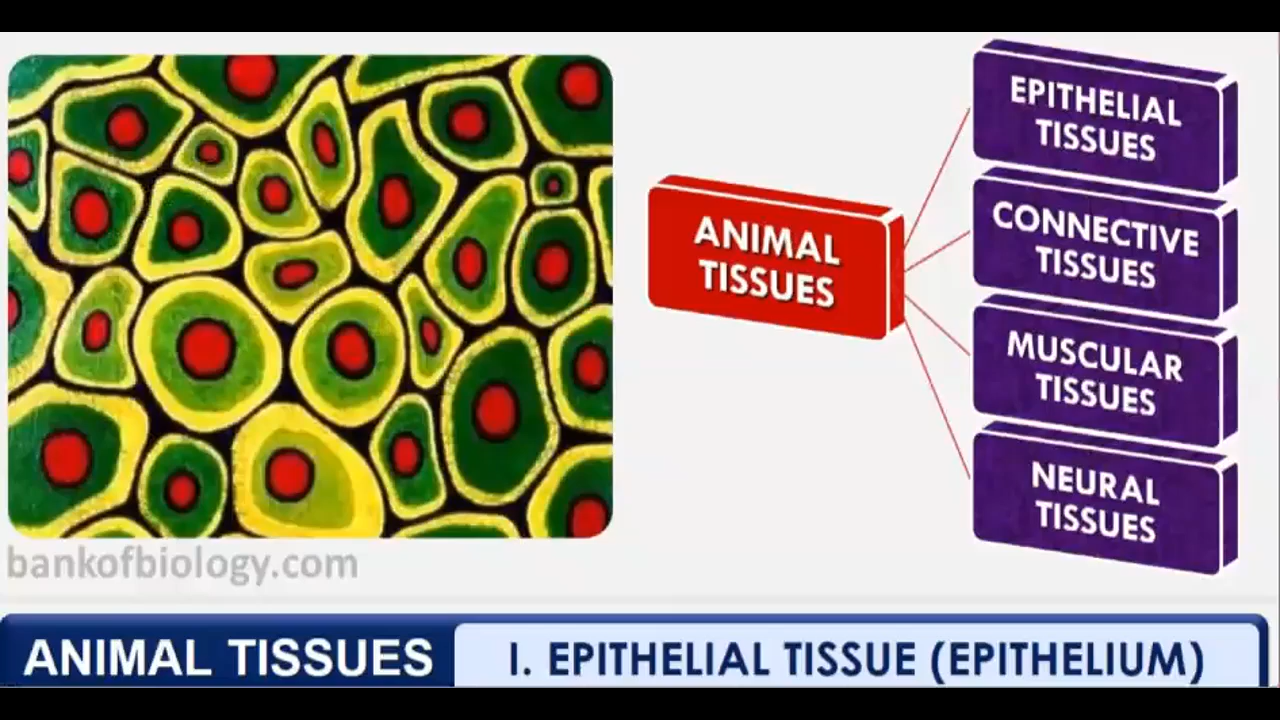 EPITHELIAL
TISSUES
CONNECTIVE
TISSUES
ANIMAL
TISSUES
MUSCULAR
TISSUES
NEURAL
TISSUES
bankofbiology.com
ANIMAL TISSUES
I. EPITHELIAL TISSUE (EPITHELIUM)